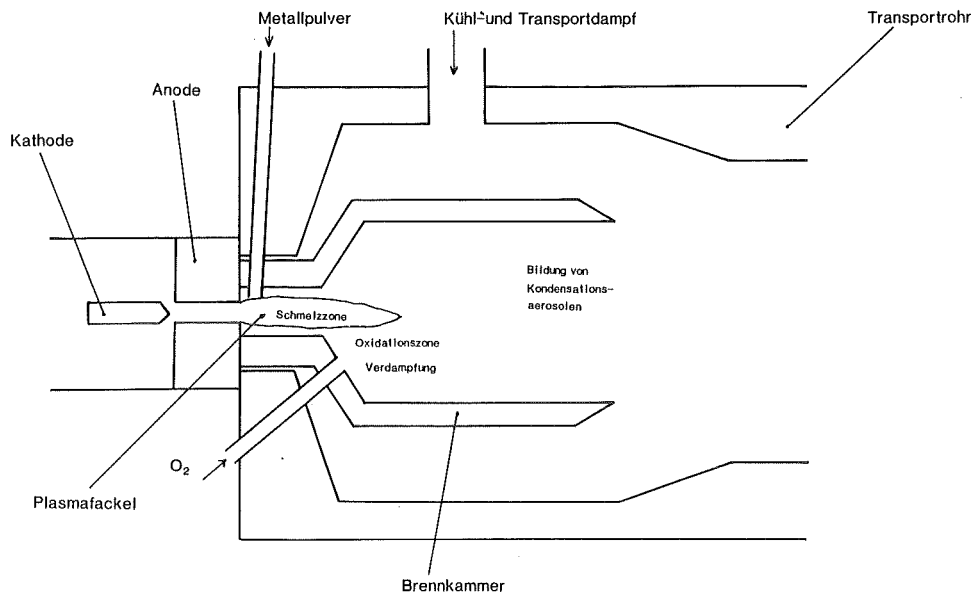 Metallpulver
Kühl- und Transportdampf
Transportrohr
Anode
Kathode
Bildung von
Kondensations-
aerosolen
Schmelzzone
Oxidationszone
Verdampfung
O₂
Plasmafackel
Brennkammer